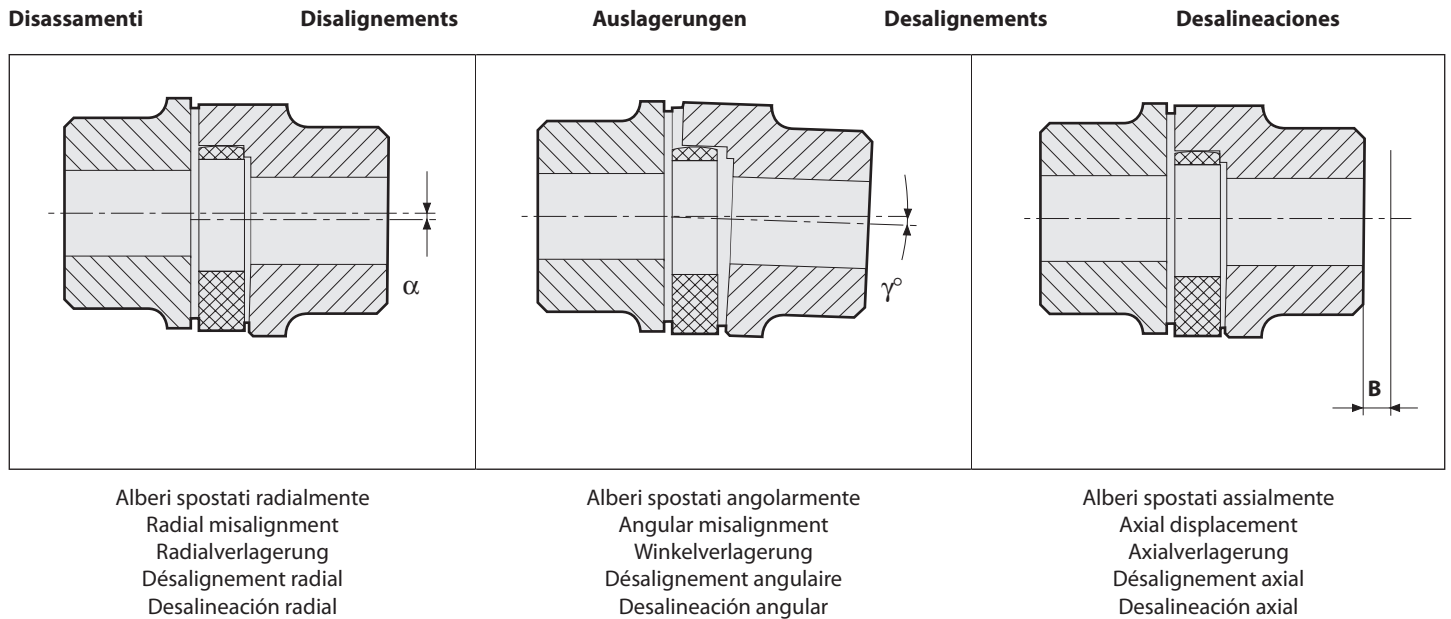 Disassamenti Disalignements Auslagerungen Desalignements Desalineaciones
α
γ°
B
Alberi spostati radialmente
Radial misalignment
Radialverlagerung
Désalignement radial
Desalineación radial
Alberi spostati angolarmente
Angular misalignment
Winkelverlagerung
Désalignement angulaire
Desalineación angular
Alberi spostati assialmente
Axial displacement
Axialverlagerung
Désalignement axial
Desalineación axial